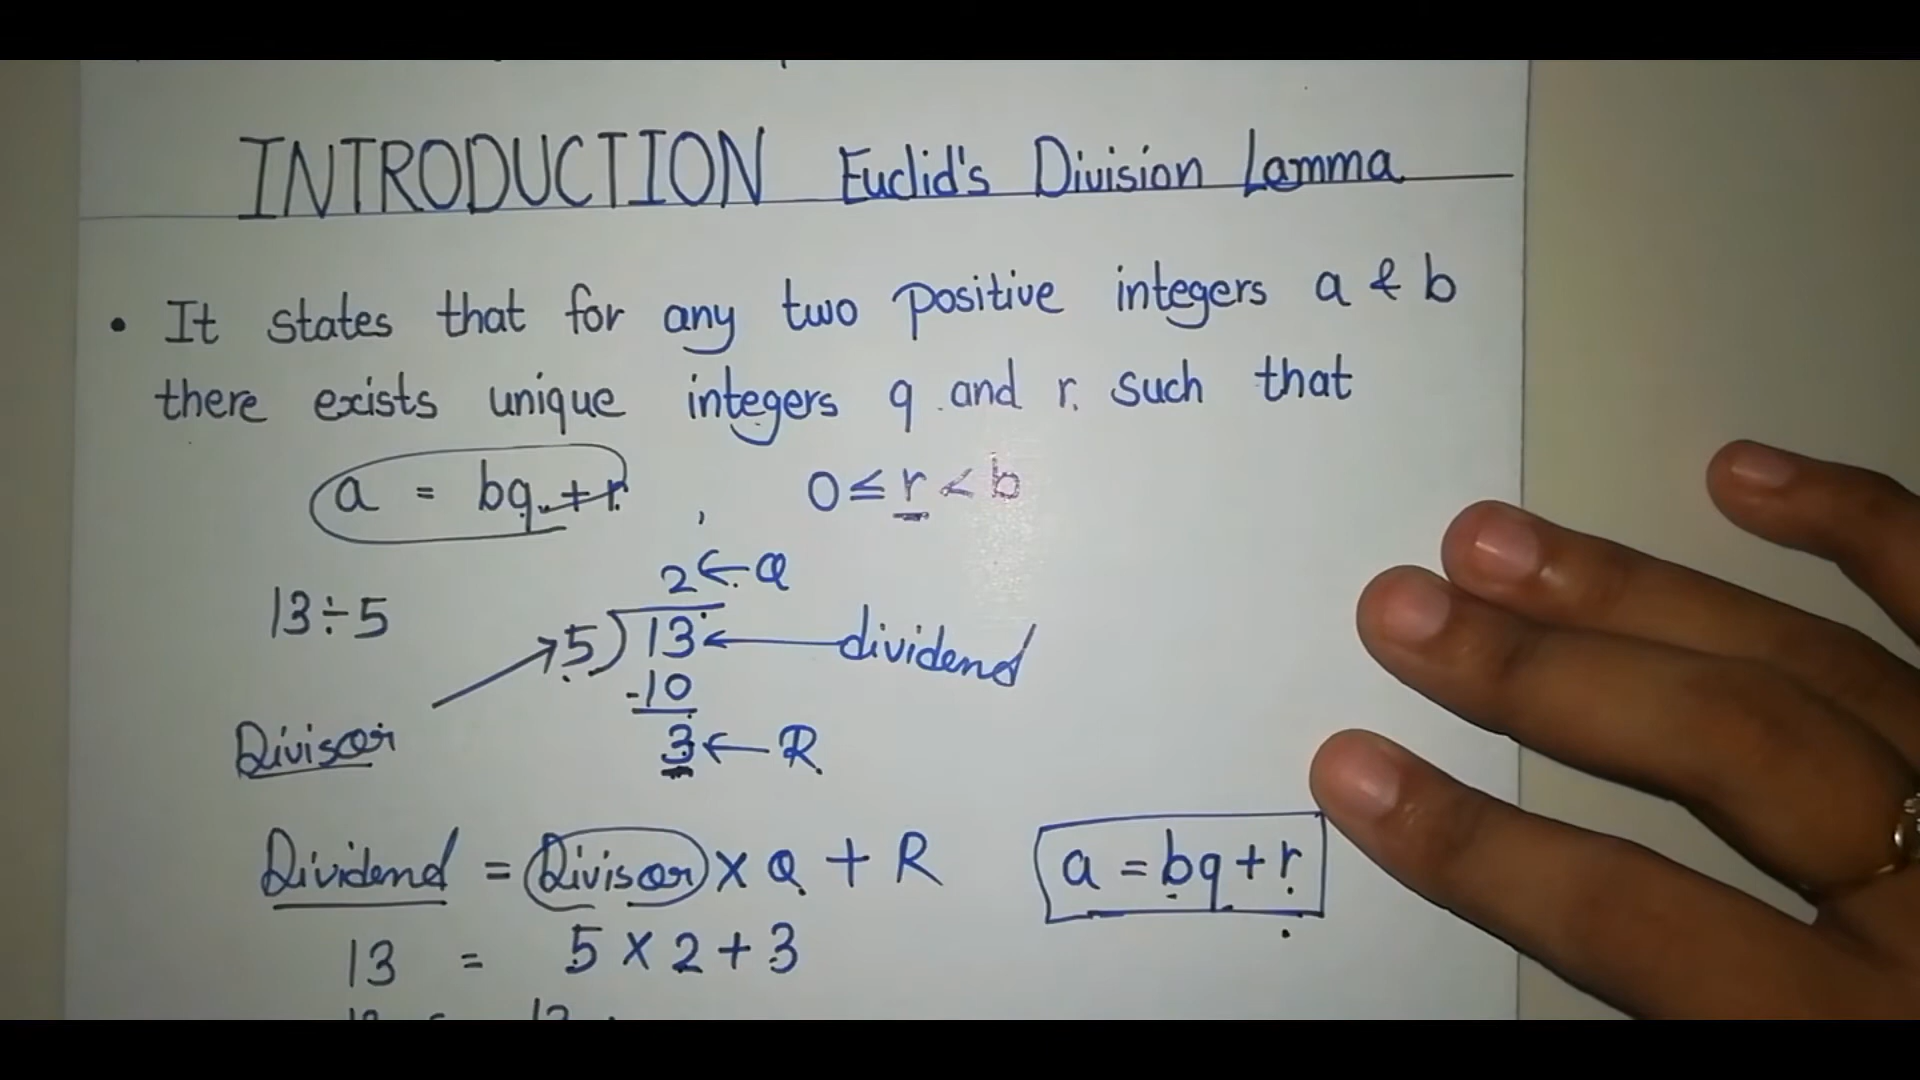 INTRODUCTION Euclid's Division Lamma
• It states that for any two positive integers a & b
there exists unique integers q and r. such that
a = bq + r , 0 ≤ r < b
2 ← Q
13 ÷ 5
5) 13 ← dividend
-10
Divisor
3 ← R
Dividend = Divisor × Q + R
a = bq + r
13 = 5 × 2 + 3